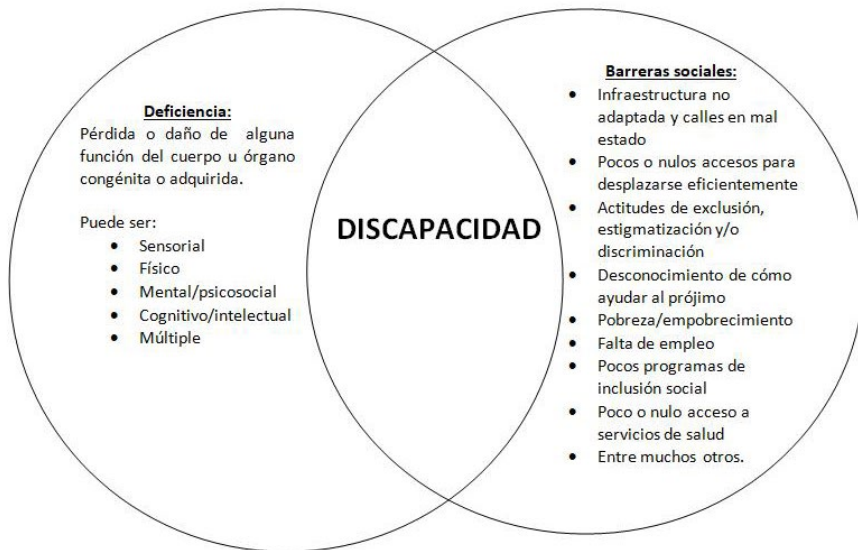 Deficiencia:
Pérdida o daño de alguna
función del cuerpo u órgano
congénita o adquirida.
Puede ser:
• Sensorial
• Físico
• Mental/psicosocial
• Cognitivo/intelectual
• Múltiple
DISCAPACIDAD
Barreras sociales:
• Infraestructura no
adaptada y calles en mal
estado
• Pocos o nulos accesos para
desplazarse eficientemente
• Actitudes de exclusión,
estigmatización y/o
discriminación
• Desconocimiento de cómo
ayudar al prójimo
• Pobreza/empobrecimiento
• Falta de empleo
• Pocos programas de
inclusión social
• Poco o nulo acceso a
servicios de salud
• Entre muchos otros.